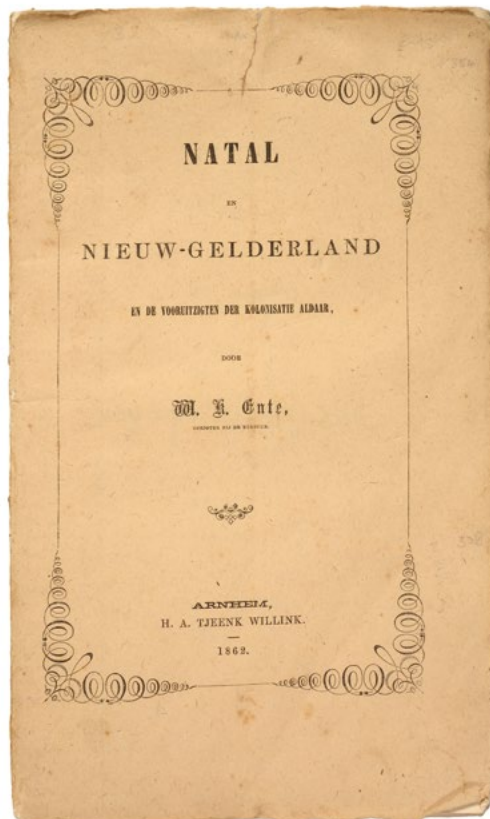 NATAL
EN
NIEUW-GELDERLAND
EN DE VOORUITZIGTEN DER KOLONISATIE ALDAAR,
DOOR
W. K. Ente,
ARNHEM,
H. A. TJEENK WILLINK.
1862.